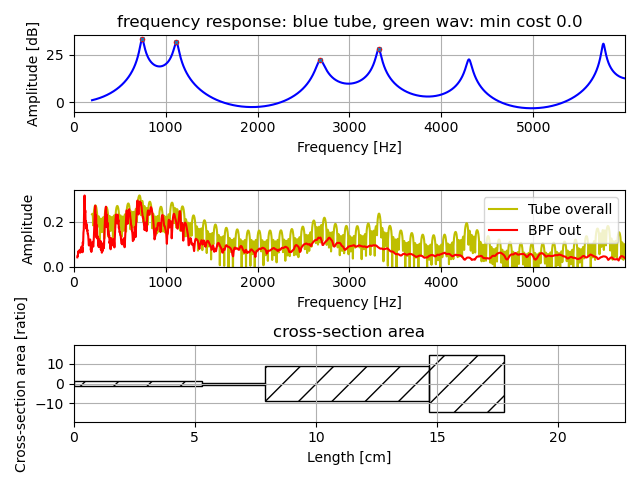 frequency response: blue tube, green wav: min cost 0.0
Amplitude [dB]
25
0
0 1000 2000 3000 4000 5000
Frequency [Hz]
Amplitude
0.2
0.0
Tube overall
BPF out
0 1000 2000 3000 4000 5000
Frequency [Hz]
cross-section area
Cross-section area [ratio]
10
0
−10
0 5 10 15 20
Length [cm]